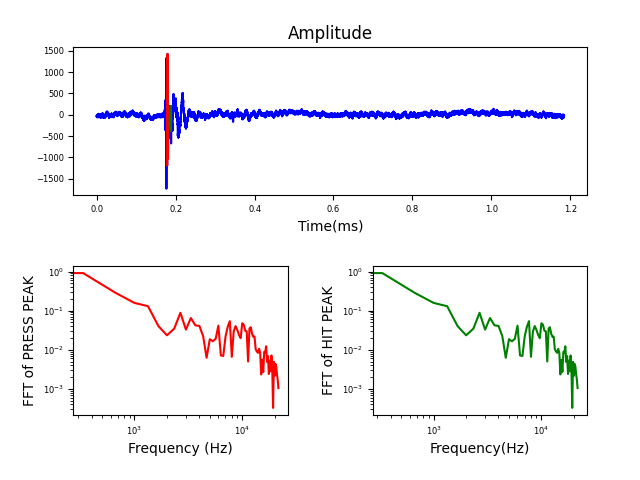 Amplitude
1500
1000
500
0
−500
−1000
−1500
0.0 0.2 0.4 0.6 0.8 1.0 1.2
Time(ms)
FFT of PRESS PEAK
10⁰
10⁻¹
10⁻²
10⁻³
10³ 10⁴
Frequency (Hz)
FFT of HIT PEAK
10⁰
10⁻¹
10⁻²
10⁻³
10³ 10⁴
Frequency(Hz)